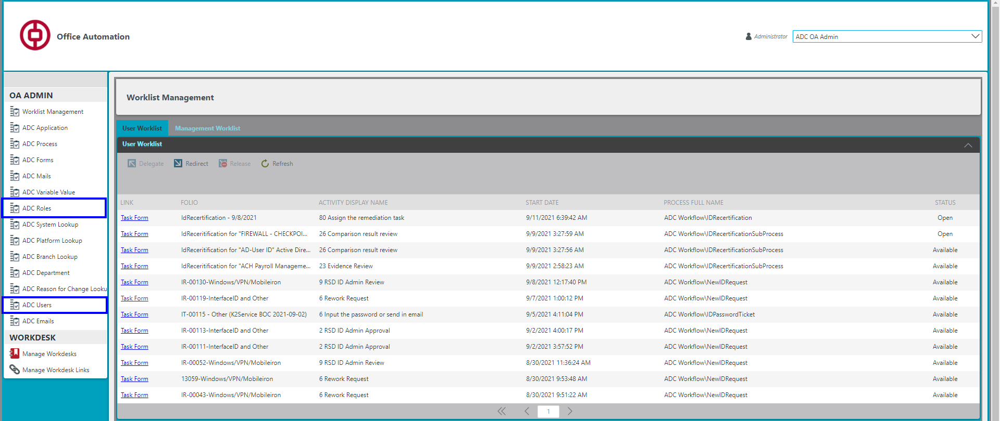 Office Automation
Administrator
ADC OA Admin
OA ADMIN
Worklist Management
ADC Application
ADC Process
ADC Forms
ADC Mails
ADC Variable Value
ADC Roles
ADC System Lookup
ADC Platform Lookup
ADC Branch Lookup
ADC Department
ADC Reason for Change Looku
ADC Users
ADC Emails
WORKDESK
Manage Workdesks
Manage Workdesk Links
Worklist Management
User Worklist Management Worklist
User Worklist
Delegate Redirect Release Refresh
LINK FOLIO ACTIVITY DISPLAY NAME START DATE PROCESS FULL NAME STATUS
Task Form IdRecertification - 9/8/2021 80 Assign the remediation task 9/11/2021 6:39:42 AM ADC Workflow\IDRecertification Open
Task Form IdReceritification for "FIREWALL - CHECKPOI... 26 Comparison result review 9/9/2021 3:27:59 AM ADC Workflow\IDRecertificationSubProcess Open
Task Form IdReceritification for "AD-User ID" Active Dire... 26 Comparison result review 9/9/2021 3:27:56 AM ADC Workflow\IDRecertificationSubProcess Available
Task Form IdReceritification for "ACH Payroll Manageme... 23 Evidence Review 9/9/2021 2:58:23 AM ADC Workflow\IDRecertificationSubProcess Available
Task Form IR-00130-Windows/VPN/Mobileiron 9 RSD ID Admin Review 9/8/2021 12:17:40 PM ADC Workflow\NewIDRequest Available
Task Form IR-00119-InterfaceID and Other 6 Rework Request 9/7/2021 1:00:12 PM ADC Workflow\NewIDRequest Available
Task Form IT-00115 - Other (K2Service BOC 2021-09-02) 6 Input the password or send in email 9/5/2021 4:11:04 PM ADC Workflow\IDPasswordTicket Available
Task Form IR-00113-InterfaceID and Other 2 RSD ID Admin Approval 9/2/2021 4:00:17 PM ADC Workflow\NewIDRequest Available
Task Form IR-00111-InterfaceID and Other 2 RSD ID Admin Approval 9/2/2021 3:57:52 PM ADC Workflow\NewIDRequest Available
Task Form IR-00052-Windows/VPN/Mobileiron 9 RSD ID Admin Review 8/30/2021 11:36:24 AM ADC Workflow\NewIDRequest Available
Task Form 13059-Windows/VPN/Mobileiron 6 Rework Request 8/30/2021 9:53:48 AM ADC Workflow\NewIDRequest Available
Task Form IR-00043-Windows/VPN/Mobileiron 6 Rework Request 8/30/2021 9:51:22 AM ADC Workflow\NewIDRequest Available
1